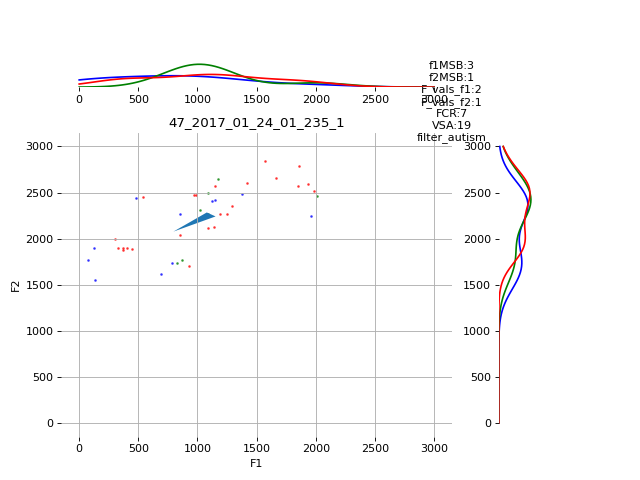 f1MSB:3
f2MSB:1
F_vals_f1:2
F_vals_f2:1
FCR:7
VSA:19
filter_autism
0 500 1000 1500 2000 2500 3000
47_2017_01_24_01_235_1
3000 3000
2500 2500
2000 2000
1500 1500
1000 1000
500 500
0 0
F2
0 500 1000 1500 2000 2500 3000
F1